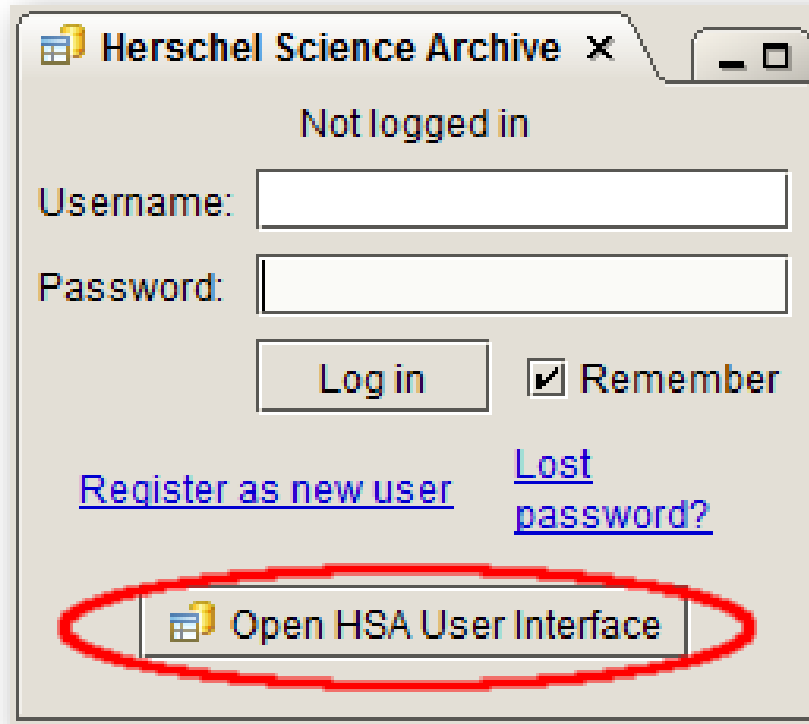 Herschel Science Archive
Not logged in
Username:
Password:
Log in
Remember
Register as new user
Lost
password?
Open HSA User Interface